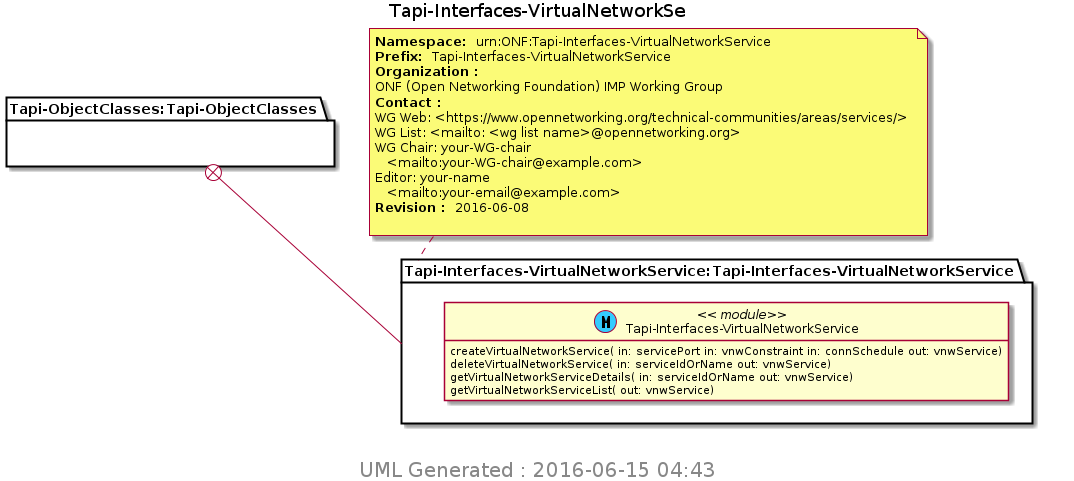 Tapi-Interfaces-VirtualNetworkSe
Namespace: urn:ONF:Tapi-Interfaces-VirtualNetworkService
Prefix: Tapi-Interfaces-VirtualNetworkService
Organization :
ONF (Open Networking Foundation) IMP Working Group
Contact :
WG Web: <https://www.opennetworking.org/technical-communities/areas/services/>
WG List: <mailto: <wg list name>@opennetworking.org>
WG Chair: your-WG-chair
<mailto:your-WG-chair@example.com>
Editor: your-name
<mailto:your-email@example.com>
Revision : 2016-06-08
Tapi-ObjectClasses:Tapi-ObjectClasses
Tapi-Interfaces-VirtualNetworkService:Tapi-Interfaces-VirtualNetworkService
M
<< module>>
Tapi-Interfaces-VirtualNetworkService
createVirtualNetworkService( in: servicePort in: vnwConstraint in: connSchedule out: vnwService)
deleteVirtualNetworkService( in: serviceIdOrName out: vnwService)
getVirtualNetworkServiceDetails( in: serviceIdOrName out: vnwService)
getVirtualNetworkServiceList( out: vnwService)
UML Generated : 2016-06-15 04:43